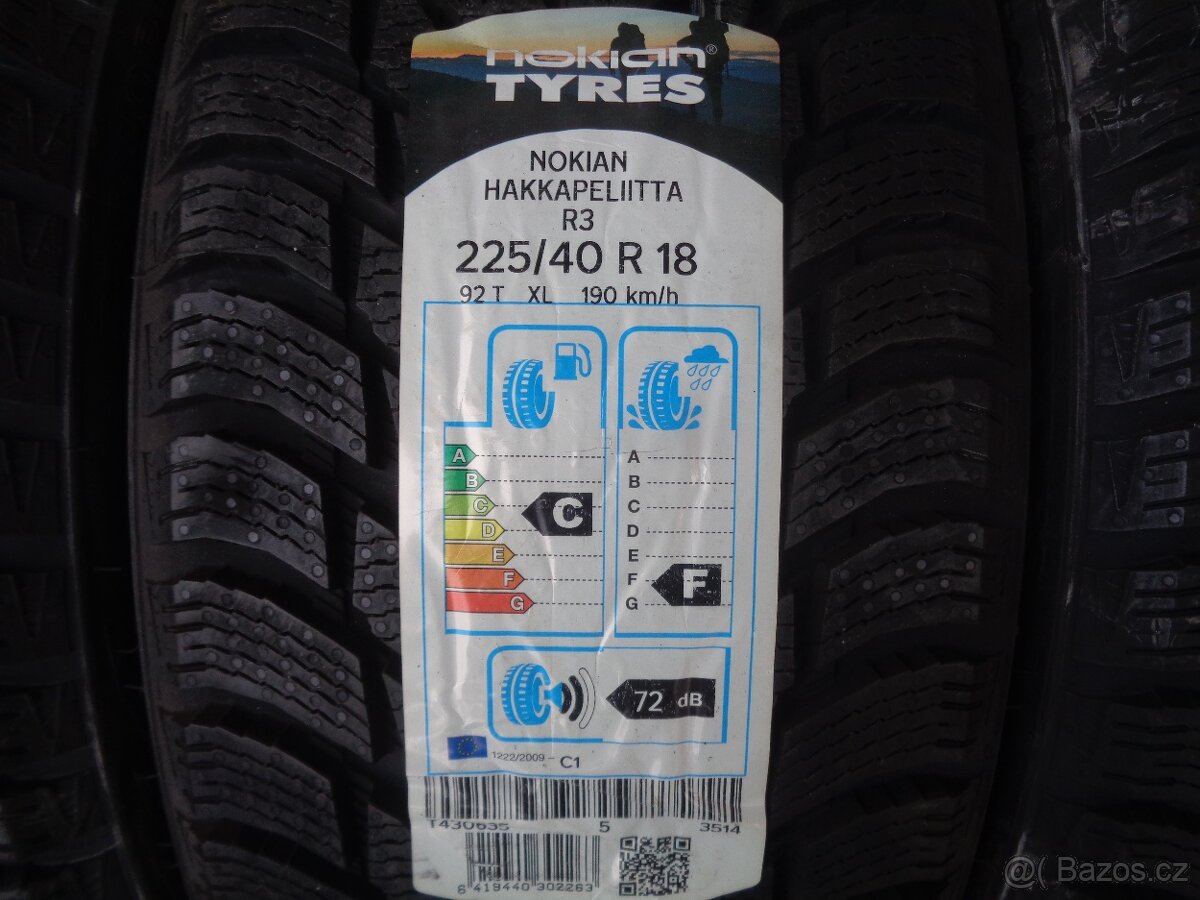 nokian®
TYRES
NOKIAN
HAKKAPELIITTA
R3
225/40 R 18
92 T XL 190 km/h
A
B
C
D
E
F
G
C
A
B
C
D
E
F
G
F
72 dB
1222/2009 - C1
T430635 5 3514
6 419440 302263
@( Bazos.cz